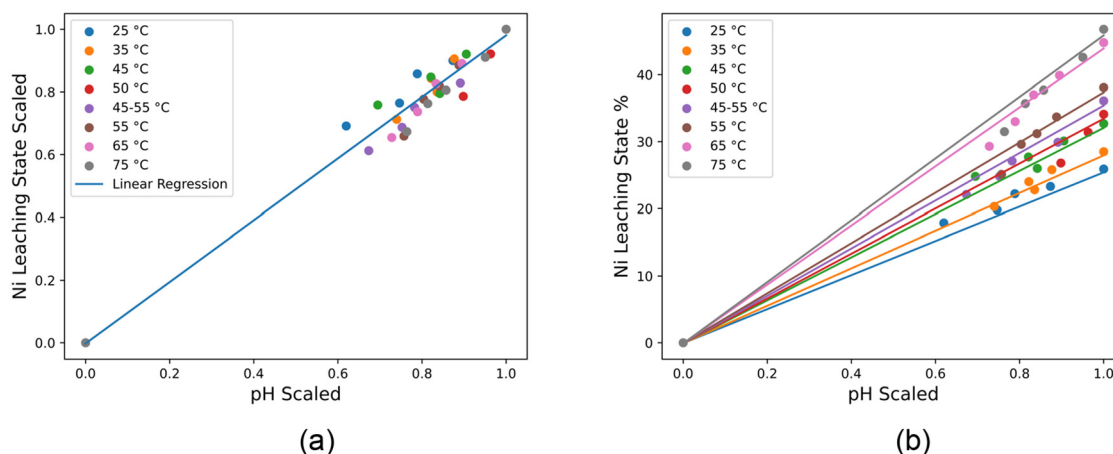 1.0
0.8
0.6
0.4
0.2
0.0
Ni Leaching State Scaled
25 °C
35 °C
45 °C
50 °C
45-55 °C
55 °C
65 °C
75 °C
Linear Regression
0.0 0.2 0.4 0.6 0.8 1.0
pH Scaled
(a)
40
30
20
10
0
Ni Leaching State %
25 °C
35 °C
45 °C
50 °C
45-55 °C
55 °C
65 °C
75 °C
0.0 0.2 0.4 0.6 0.8 1.0
pH Scaled
(b)